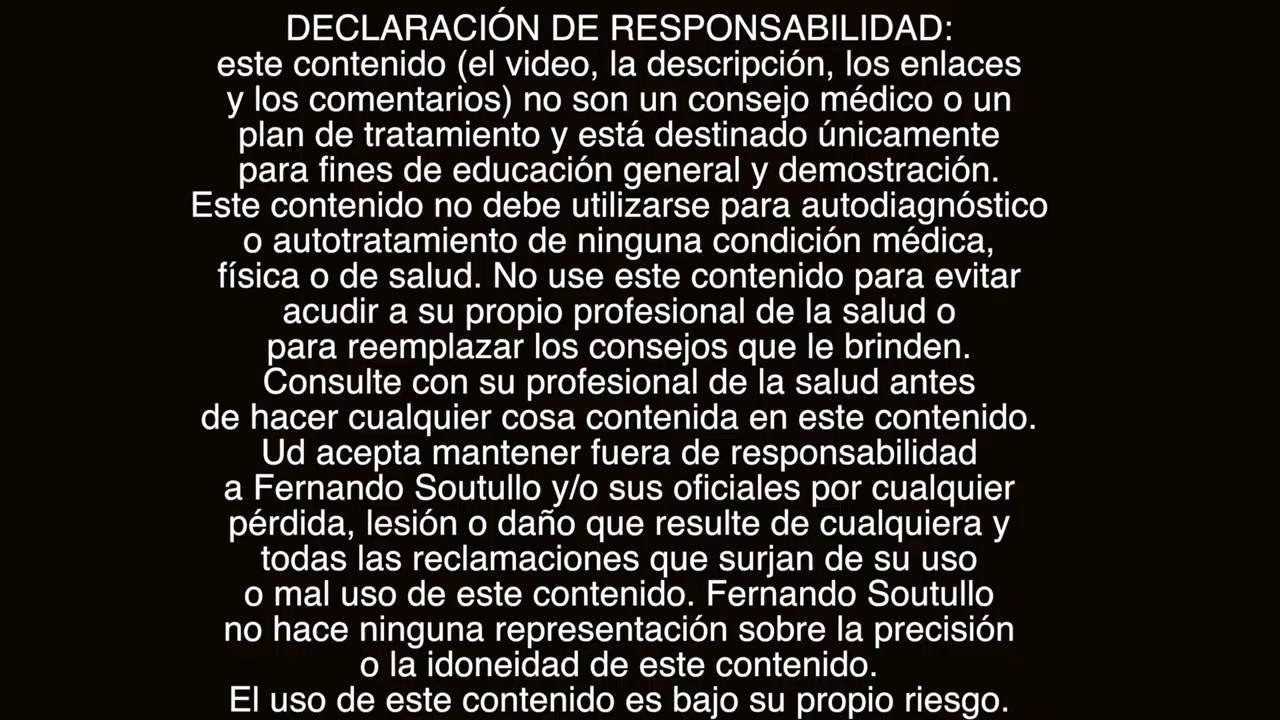 DECLARACIÓN DE RESPONSABILIDAD:
este contenido (el video, la descripción, los enlaces
y los comentarios) no son un consejo médico o un
plan de tratamiento y está destinado únicamente
para fines de educación general y demostración.
Este contenido no debe utilizarse para autodiagnóstico
o autotratamiento de ninguna condición médica,
física o de salud. No use este contenido para evitar
acudir a su propio profesional de la salud o
para reemplazar los consejos que le brinden.
Consulte con su profesional de la salud antes
de hacer cualquier cosa contenida en este contenido.
Ud acepta mantener fuera de responsabilidad
a Fernando Soutullo y/o sus oficiales por cualquier
pérdida, lesión o daño que resulte de cualquiera y
todas las reclamaciones que surjan de su uso
o mal uso de este contenido. Fernando Soutullo
no hace ninguna representación sobre la precisión
o la idoneidad de este contenido.
El uso de este contenido es bajo su propio riesgo.